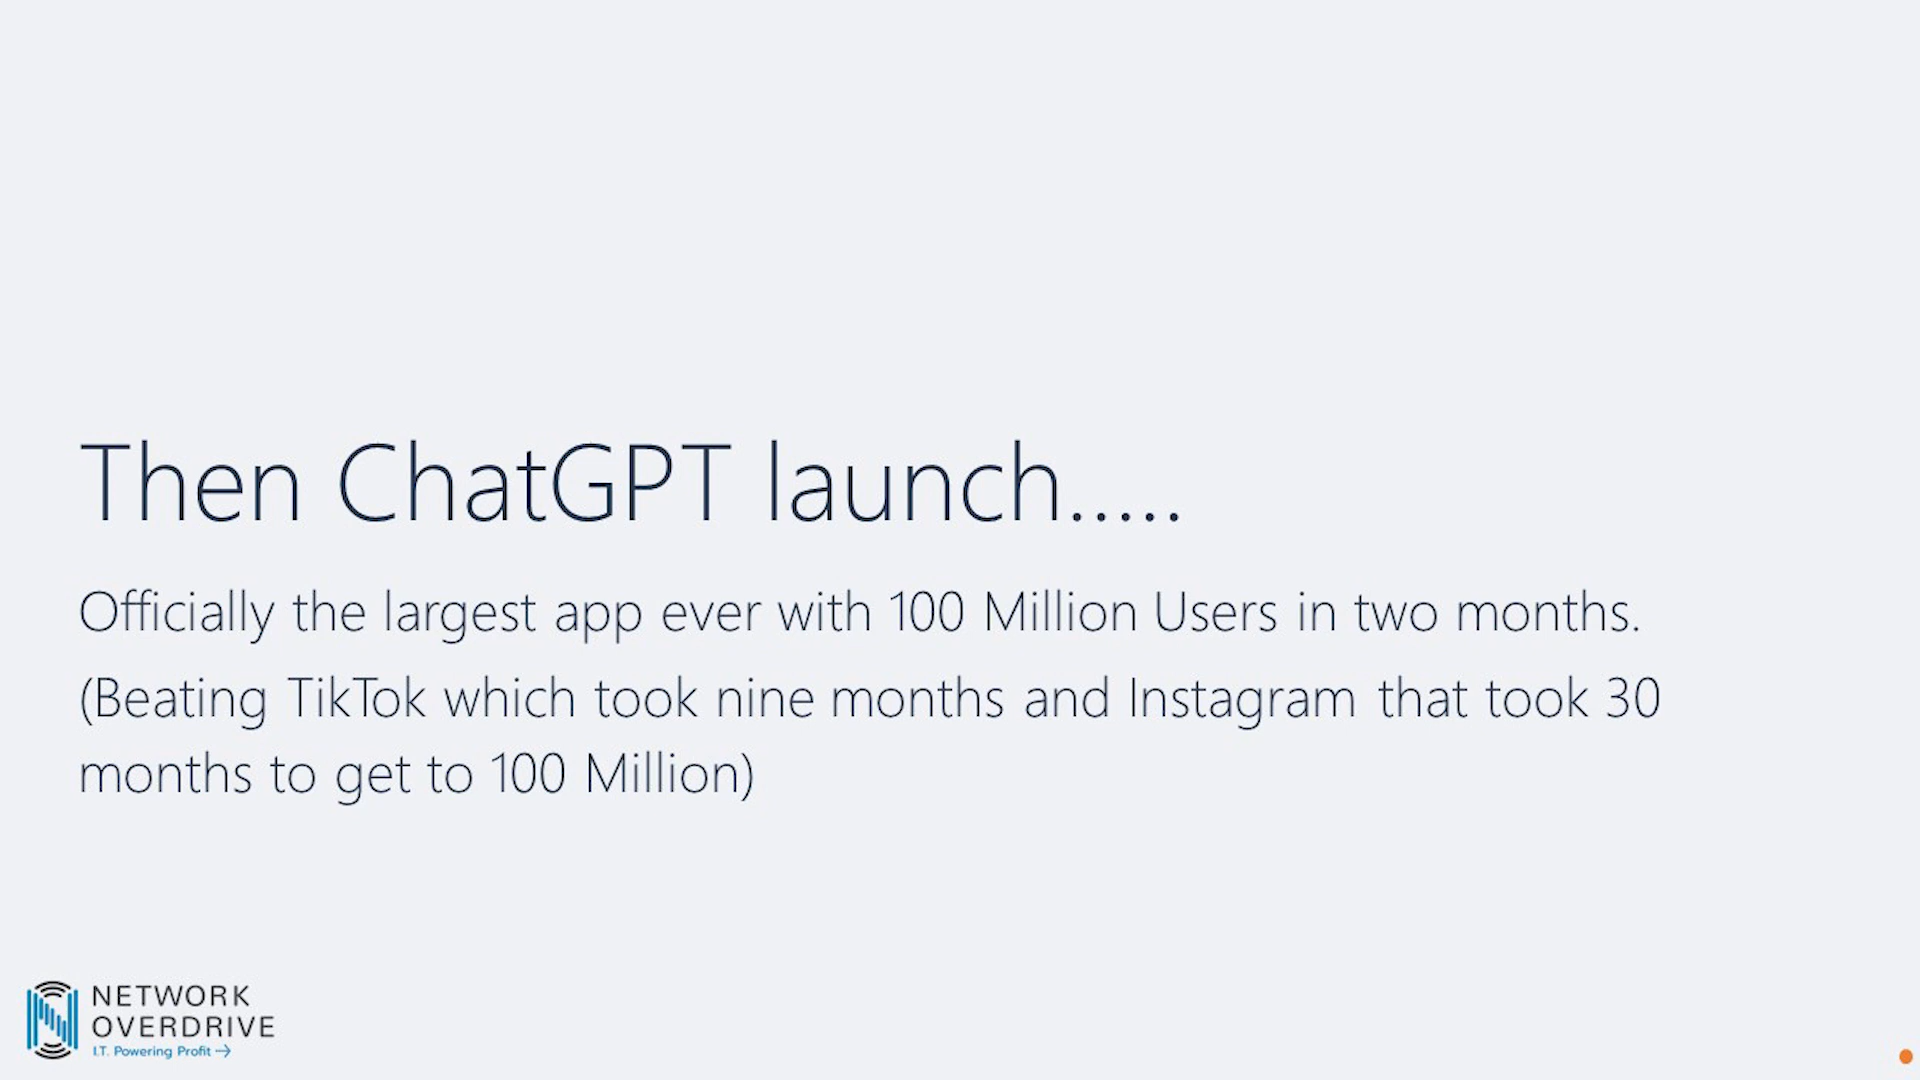 Then ChatGPT launch.....
Officially the largest app ever with 100 Million Users in two months.
(Beating TikTok which took nine months and Instagram that took 30
months to get to 100 Million)
NETWORK
OVERDRIVE
I.T. Powering Profit →